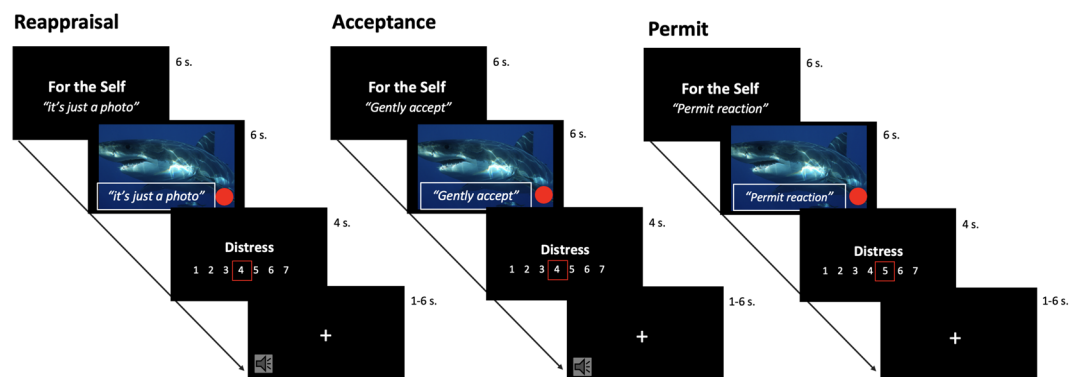 Reappraisal
For the Self
“it’s just a photo”
6 s.
“it’s just a photo”
6 s.
Distress
1 2 3 4 5 6 7
4 s.
+
1-6 s.
Acceptance
For the Self
“Gently accept”
6 s.
“Gently accept”
6 s.
Distress
1 2 3 4 5 6 7
4 s.
+
1-6 s.
Permit
For the Self
“Permit reaction”
6 s.
“Permit reaction”
6 s.
Distress
1 2 3 4 5 6 7
4 s.
+
1-6 s.